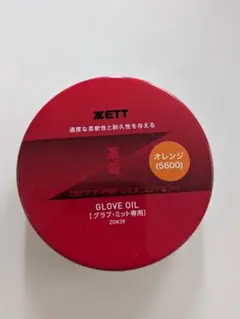 ZETT
適度な柔軟性と耐久性を与える
オレンジ
(5600)
GLOVE OIL
[グラブ・ミット専用]
ZOK39